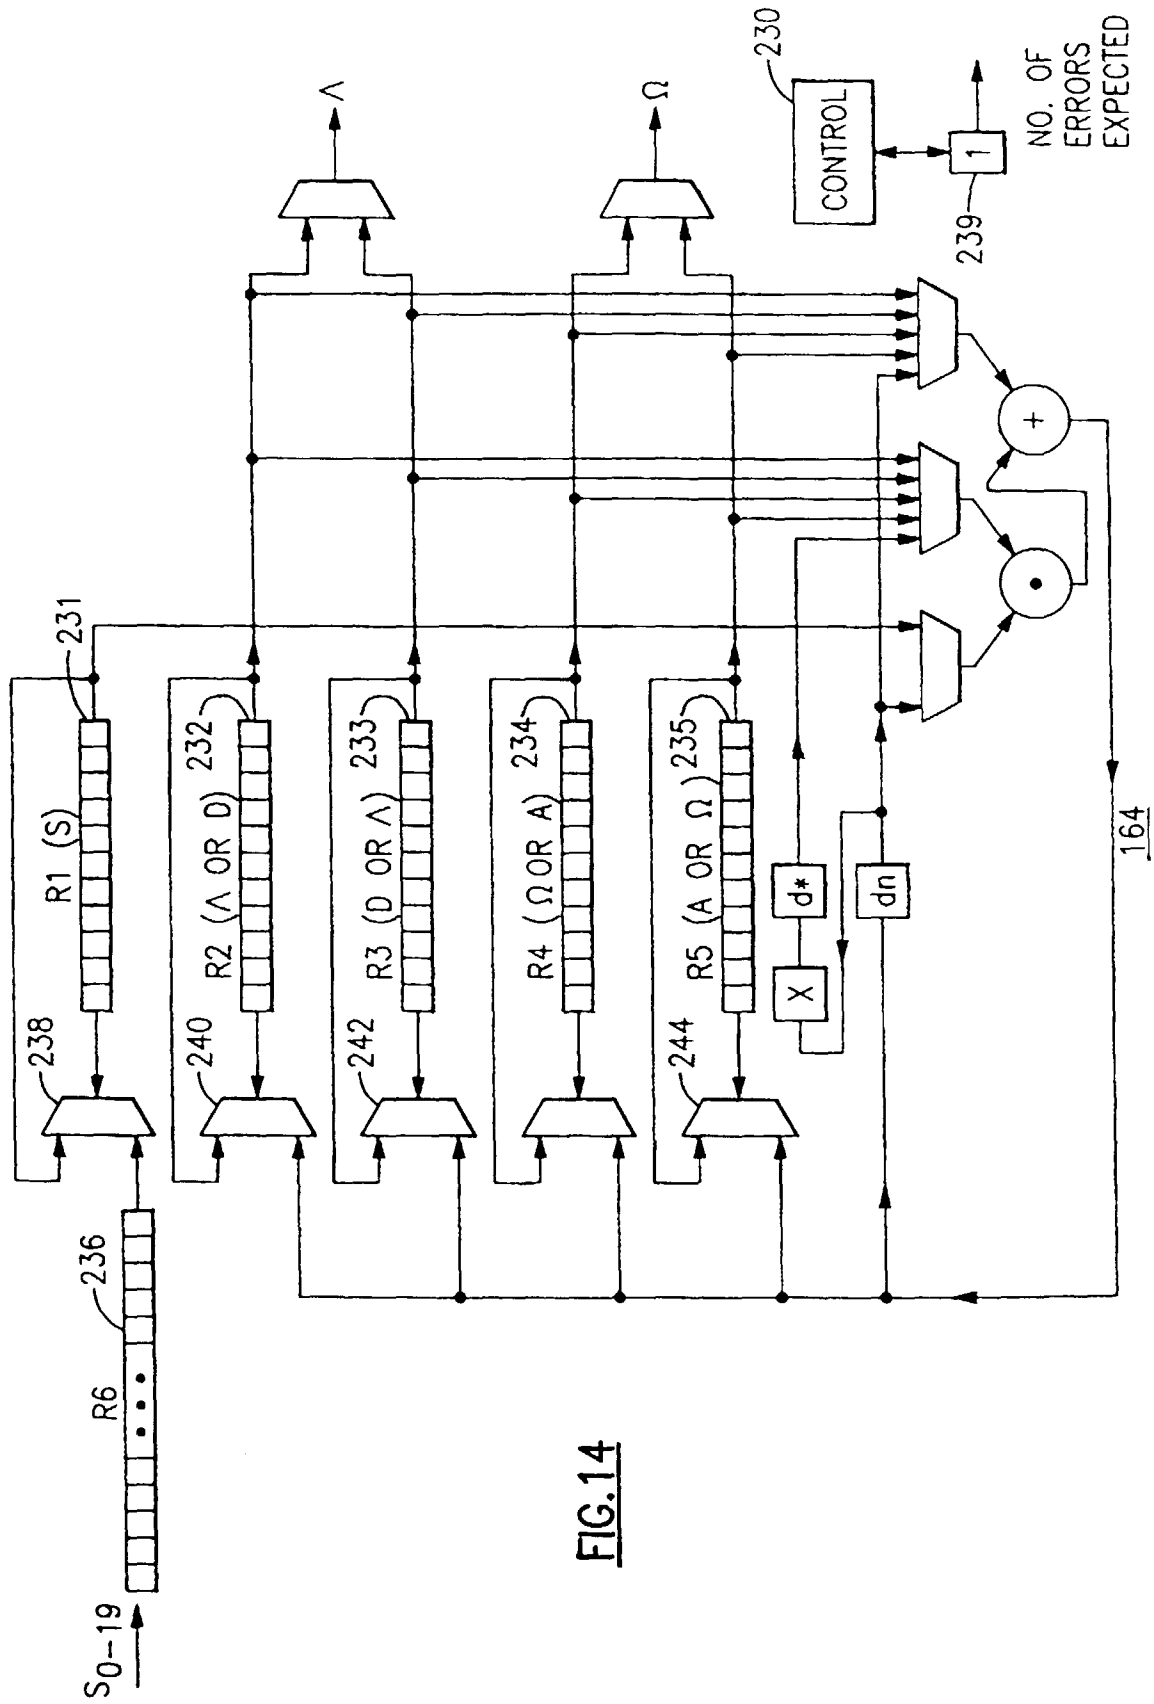 S0-19
R6
236
238
R1 (S)
231
240
R2 (Λ OR D)
232
242
R3 (D OR Λ)
233
R4 (Ω OR A)
234
244
R5 (A OR Ω)
235
X
d*
dn
Λ
Ω
•
+
CONTROL
230
1
239
NO. OF
ERRORS
EXPECTED
164
FIG.14